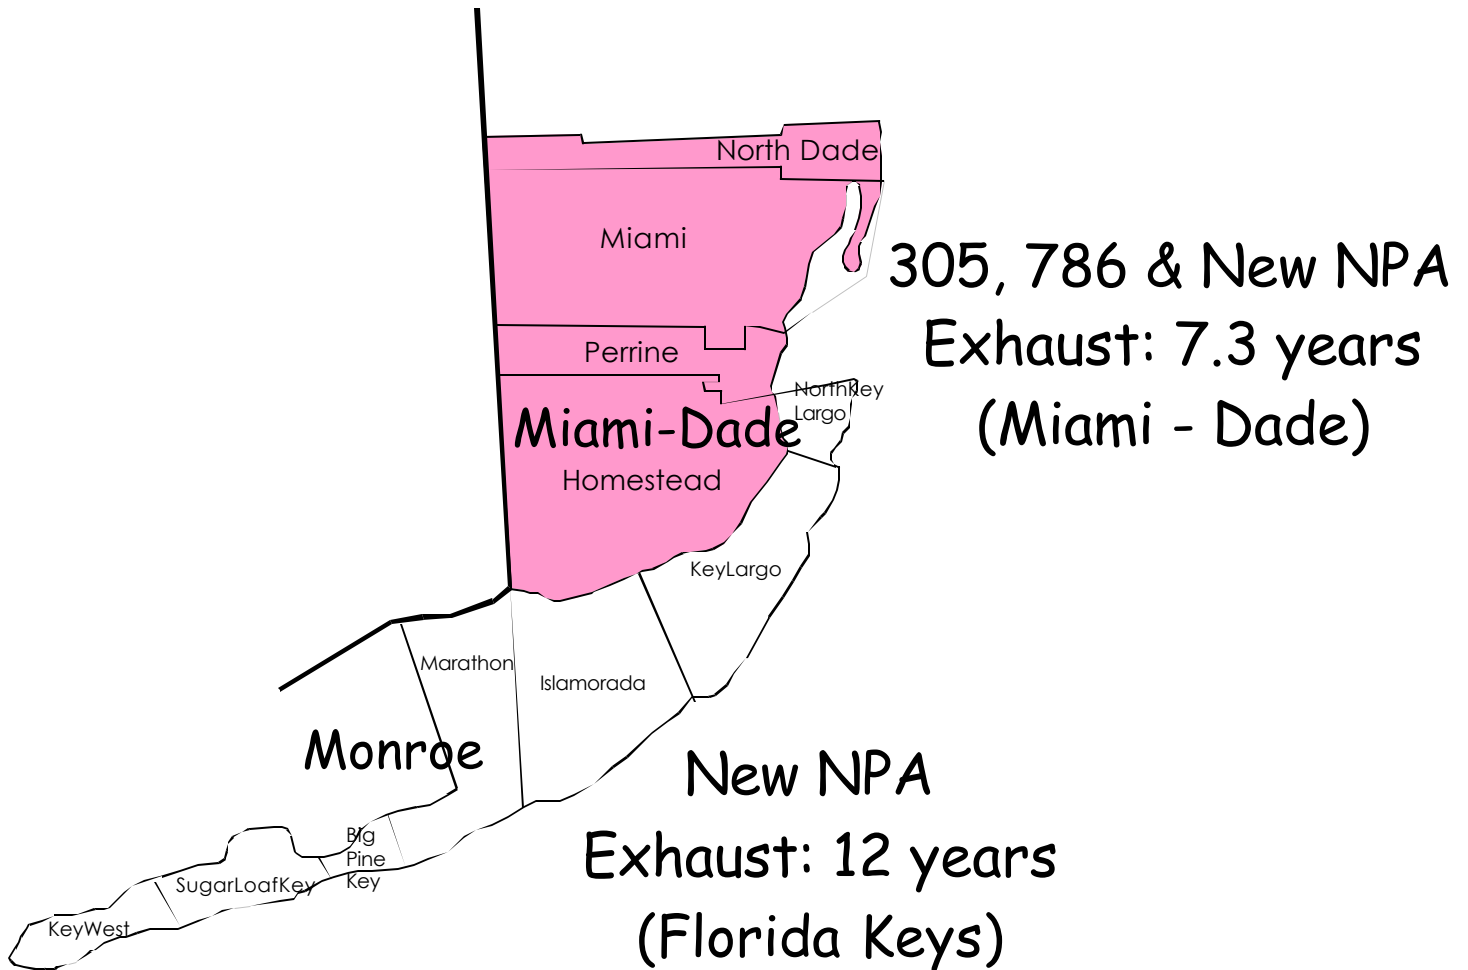 North Dade
Miami
305, 786 & New NPA
Exhaust: 7.3 years
(Miami - Dade)
Perrine
NorthKey
Largo
Miami-Dade
Homestead
KeyLargo
Marathon
Islamorada
Monroe
New NPA
Exhaust: 12 years
(Florida Keys)
Big
Pine
Key
SugarLoafKey
KeyWest